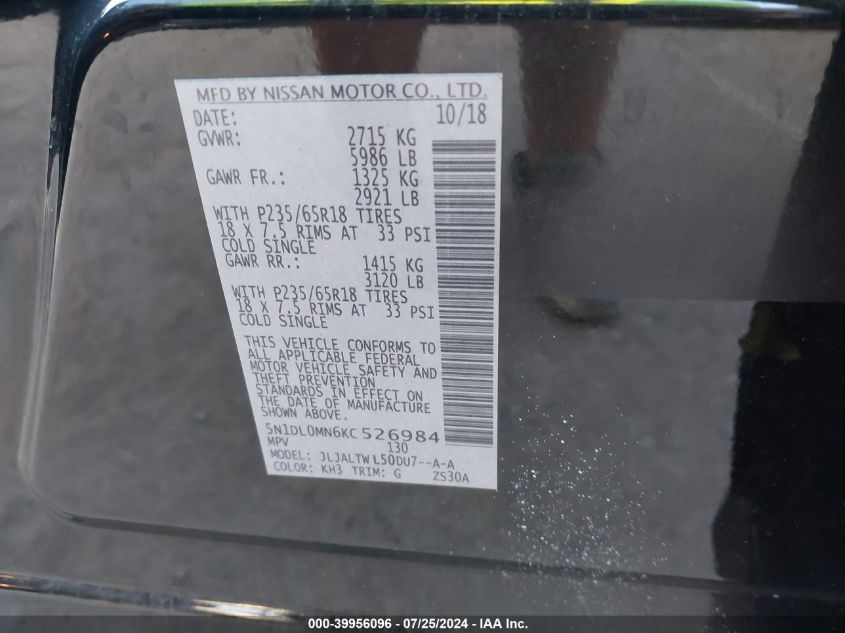 MFD BY NISSAN MOTOR CO., LTD.
DATE: 10/18
GVWR: 2715 KG
5986 LB
GAWR FR.: 1325 KG
2921 LB
WITH P235/65R18 TIRES
18 X 7.5 RIMS AT 33 PSI
COLD SINGLE
GAWR RR.: 1415 KG
3120 LB
WITH P235/65R18 TIRES
18 X 7.5 RIMS AT 33 PSI
COLD SINGLE
THIS VEHICLE CONFORMS TO
ALL APPLICABLE FEDERAL
MOTOR VEHICLE SAFETY AND
THEFT PREVENTION
STANDARDS IN EFFECT ON
THE DATE OF MANUFACTURE
SHOWN ABOVE.
5N1DL0MN6KC526984
MPV 130
MODEL: JLJALTWL50DU7--A-A
COLOR: KH3 TRIM: G ZS30A
000-39956096 - 07/25/2024 - IAA Inc.